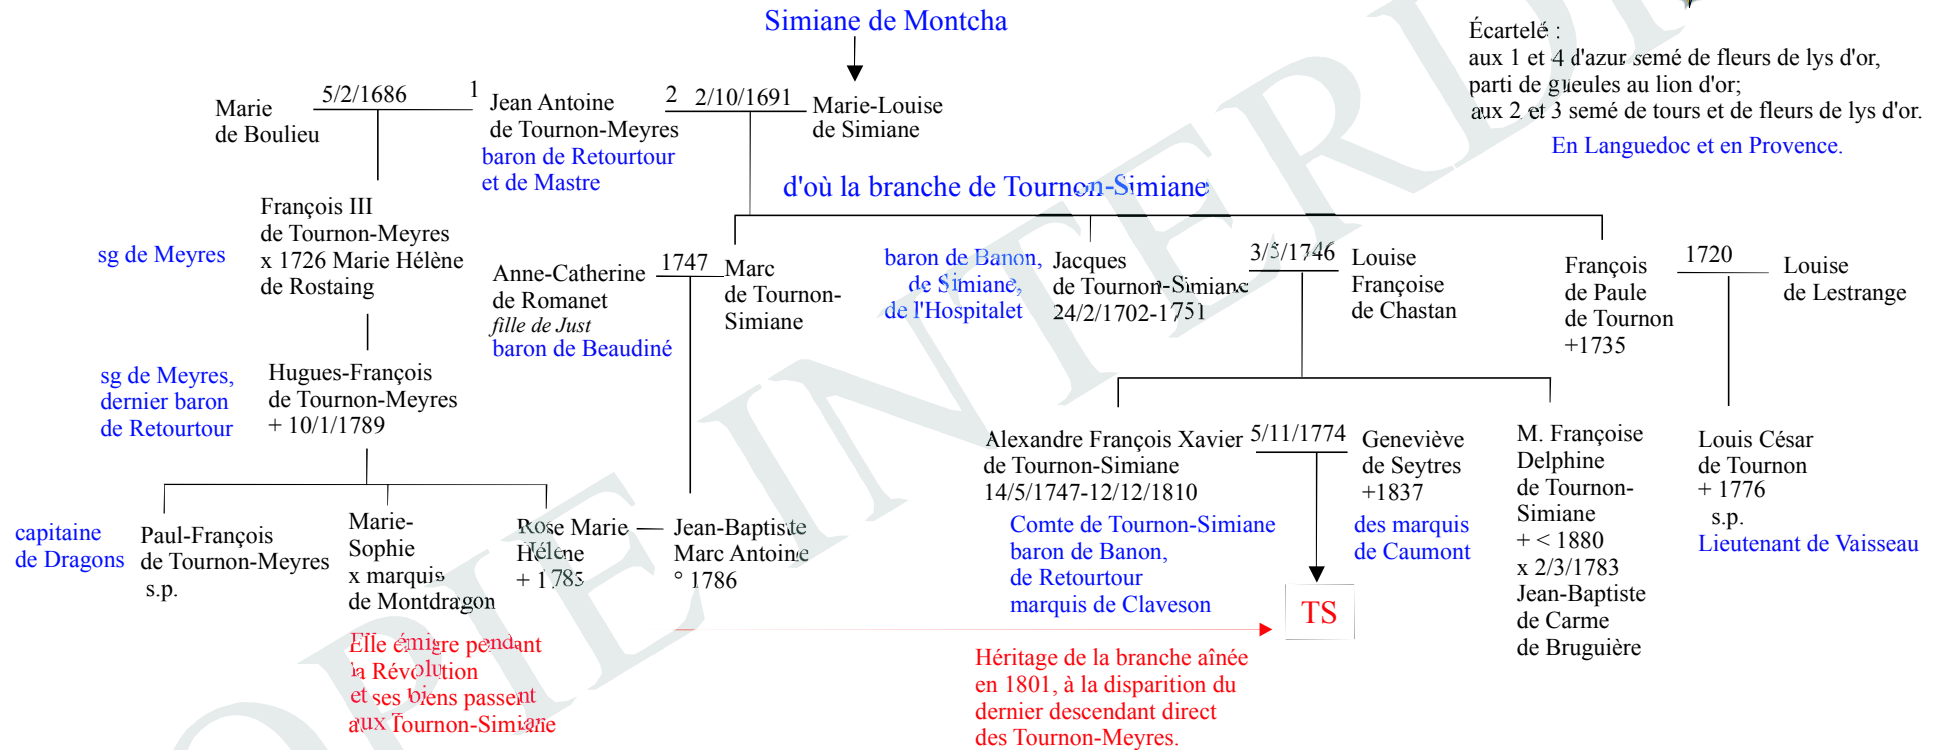 Simiane de Montcha
Écartelé :
aux 1 et 4 d'azur semé de fleurs de lys d'or,
parti de gueules au lion d'or;
aux 2 et 3 semé de tours et de fleurs de lys d'or.
En Languedoc et en Provence.
Marie
de Boulieu
5/2/1686
1
Jean Antoine
de Tournon-Meyres
baron de Retourtour
et de Mastre
2 2/10/1691
Marie-Louise
de Simiane
d'où la branche de Tournon-Simiane
sg de Meyres
François III
de Tournon-Meyres
x 1726 Marie Hélène
de Rostaing
Anne-Catherine
de Romanet
fille de Just
baron de Beaudiné
1747
Marc
de Tournon-
Simiane
baron de Banon,
de Simiane,
de l'Hospitalet
Jacques
de Tournon-Simiane
24/2/1702-1751
3/5/1746
Louise
Françoise
de Chastan
François
de Paule
de Tournon
+1735
1720
Louise
de Lestrange
sg de Meyres,
dernier baron
de Retourtour
Hugues-François
de Tournon-Meyres
+ 10/1/1789
capitaine
de Dragons
Paul-François
de Tournon-Meyres
s.p.
Marie-
Sophie
x marquis
de Montdragon
Elle émigre pendant
la Révolution
et ses biens passent
aux Tournon-Simiane
Rose Marie
Hélène
+ 1785
Jean-Baptiste
Marc Antoine
° 1786
Alexandre François Xavier
de Tournon-Simiane
14/5/1747-12/12/1810
Comte de Tournon-Simiane
baron de Banon,
de Retourtour
marquis de Claveson
5/11/1774
Geneviève
de Seytres
+1837
des marquis
de Caumont
TS
Héritage de la branche aînée
en 1801, à la disparition du
dernier descendant direct
des Tournon-Meyres.
M. Françoise
Delphine
de Tournon-
Simiane
+ < 1880
x 2/3/1783
Jean-Baptiste
de Carme
de Bruguière
Louis César
de Tournon
+ 1776
s.p.
Lieutenant de Vaisseau
OPIE INTERDI